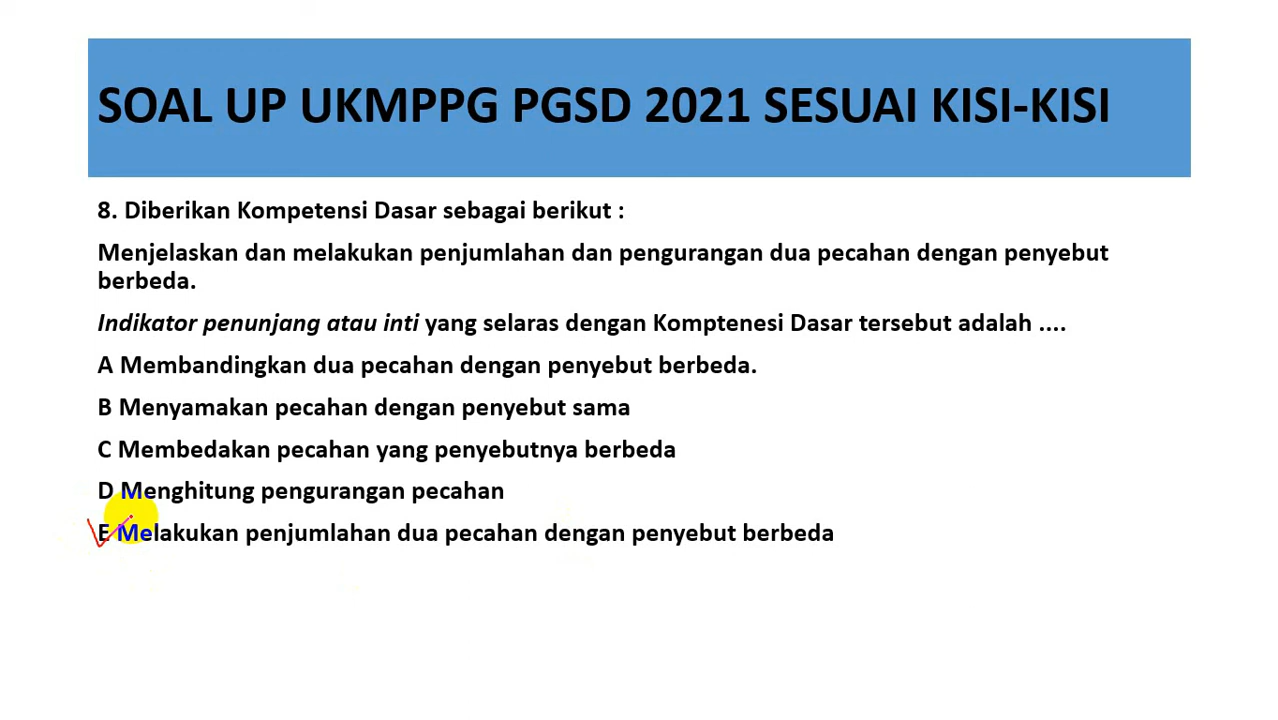 SOAL UP UKMPPG PGSD 2021 SESUAI KISI-KISI
8. Diberikan Kompetensi Dasar sebagai berikut :
Menjelaskan dan melakukan penjumlahan dan pengurangan dua pecahan dengan penyebut
berbeda.
Indikator penunjang atau inti yang selaras dengan Komptenesi Dasar tersebut adalah ....
A Membandingkan dua pecahan dengan penyebut berbeda.
B Menyamakan pecahan dengan penyebut sama
C Membedakan pecahan yang penyebutnya berbeda
D Menghitung pengurangan pecahan
E Melakukan penjumlahan dua pecahan dengan penyebut berbeda